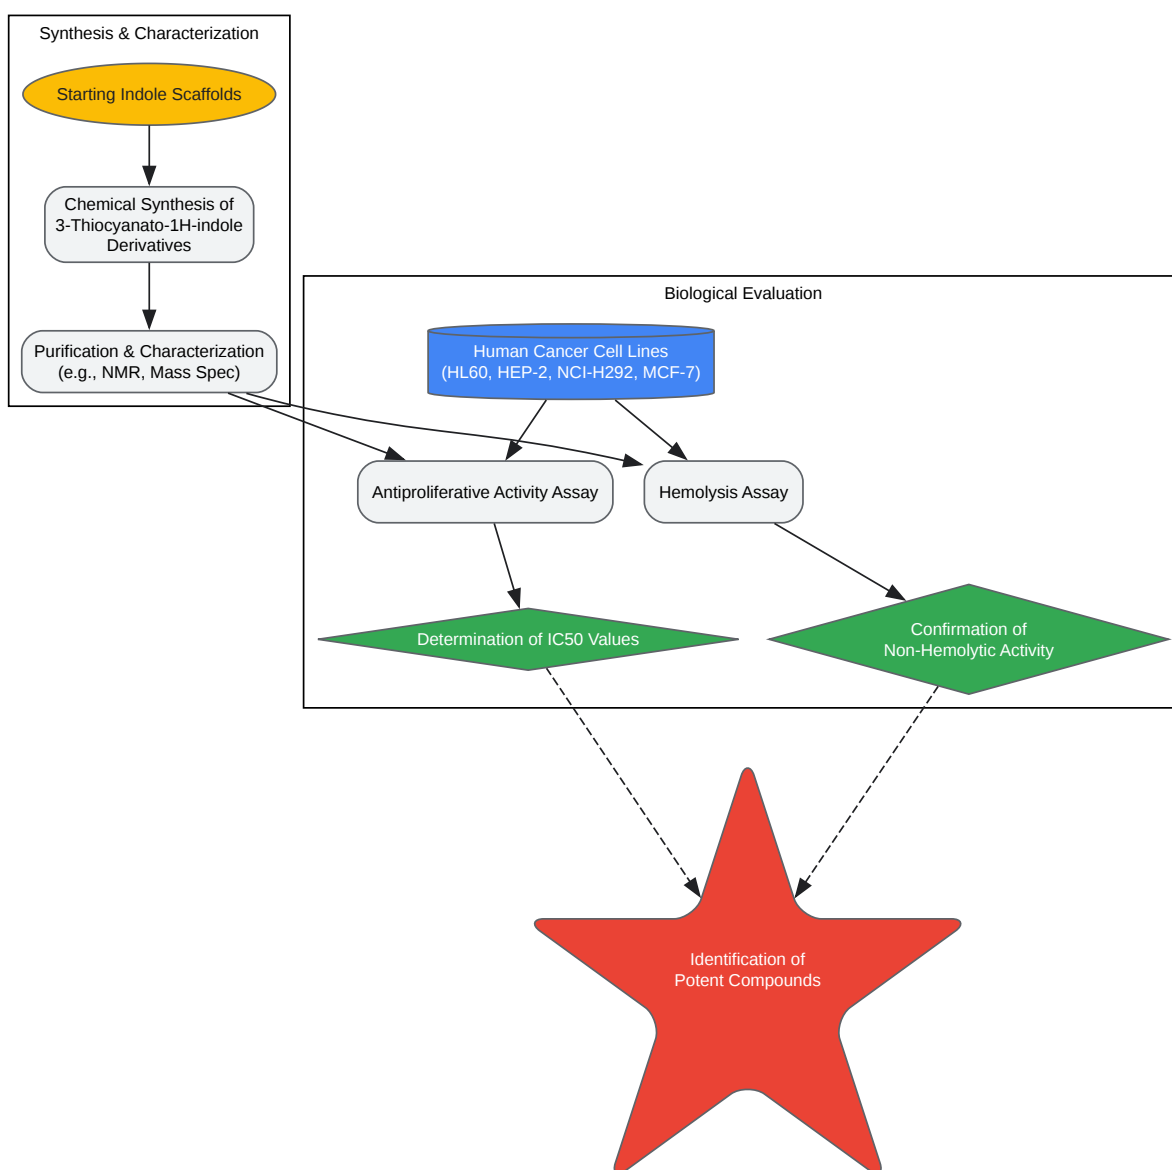 Synthesis & Characterization
Starting Indole Scaffolds
Chemical Synthesis of
3-Thiocyanato-1H-indole
Derivatives
Purification & Characterization
(e.g., NMR, Mass Spec)
Biological Evaluation
Human Cancer Cell Lines
(HL60, HEP-2, NCI-H292, MCF-7)
Antiproliferative Activity Assay
Hemolysis Assay
Determination of IC50 Values
Confirmation of
Non-Hemolytic Activity
Identification of
Potent Compounds